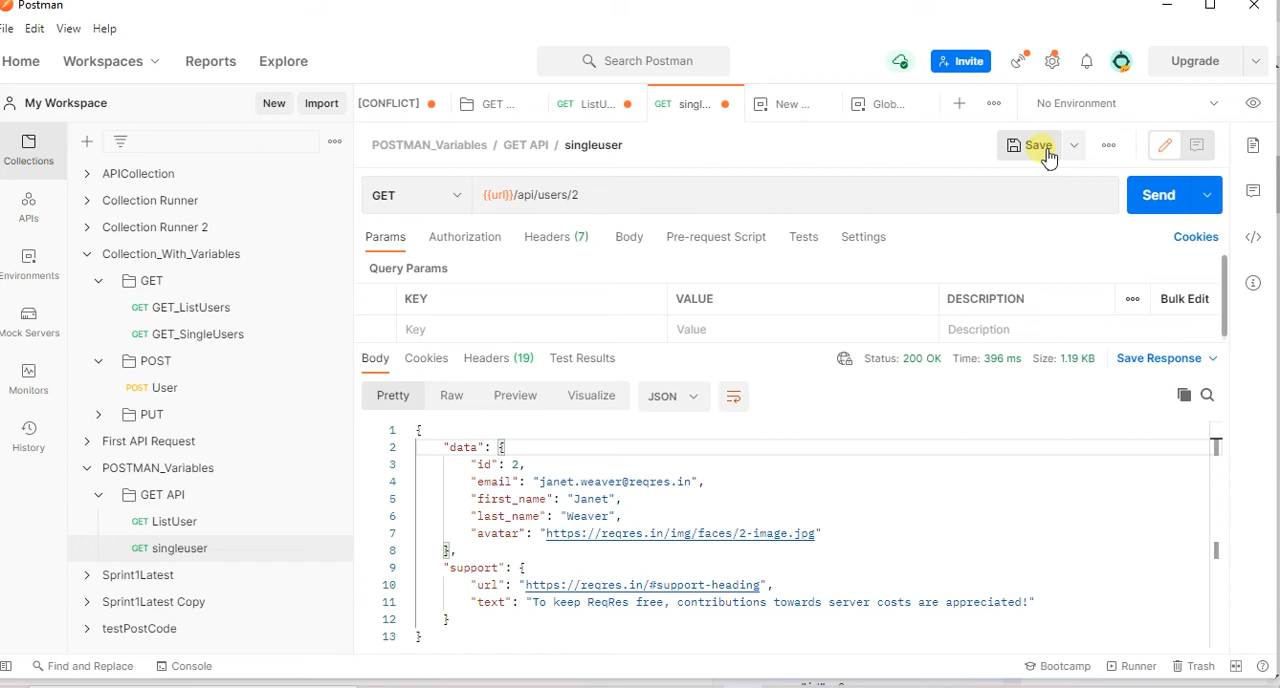 Postman
File Edit View Help
Home Workspaces Reports Explore Search Postman Invite Upgrade
My Workspace New Import [CONFLICT] GET ... GET ListU... GET singl... New ... Glob... No Environment
POSTMAN_Variables / GET API / singleuser Save
GET {{url}}/api/users/2 Send
Params Authorization Headers (7) Body Pre-request Script Tests Settings Cookies
Query Params
KEY VALUE DESCRIPTION Bulk Edit
Key Value Description
Body Cookies Headers (19) Test Results Status: 200 OK Time: 396 ms Size: 1.19 KB Save Response
Pretty Raw Preview Visualize JSON
1 {
2 "data": {
3 "id": 2,
4 "email": "janet.weaver@reqres.in",
5 "first_name": "Janet",
6 "last_name": "Weaver",
7 "avatar": "https://reqres.in/img/faces/2-image.jpg"
8 },
9 "support": {
10 "url": "https://reqres.in/#support-heading",
11 "text": "To keep ReqRes free, contributions towards server costs are appreciated!"
12 }
13 }
Collections
APIs
Environments
Mock Servers
Monitors
History
APICollection
Collection Runner
Collection Runner 2
Collection_With_Variables
GET
GET GET_ListUsers
GET GET_SingleUsers
POST
POST User
PUT
First API Request
POSTMAN_Variables
GET API
GET ListUser
GET singleuser
Sprint1Latest
Sprint1Latest Copy
testPostCode
Find and Replace Console Bootcamp Runner Trash